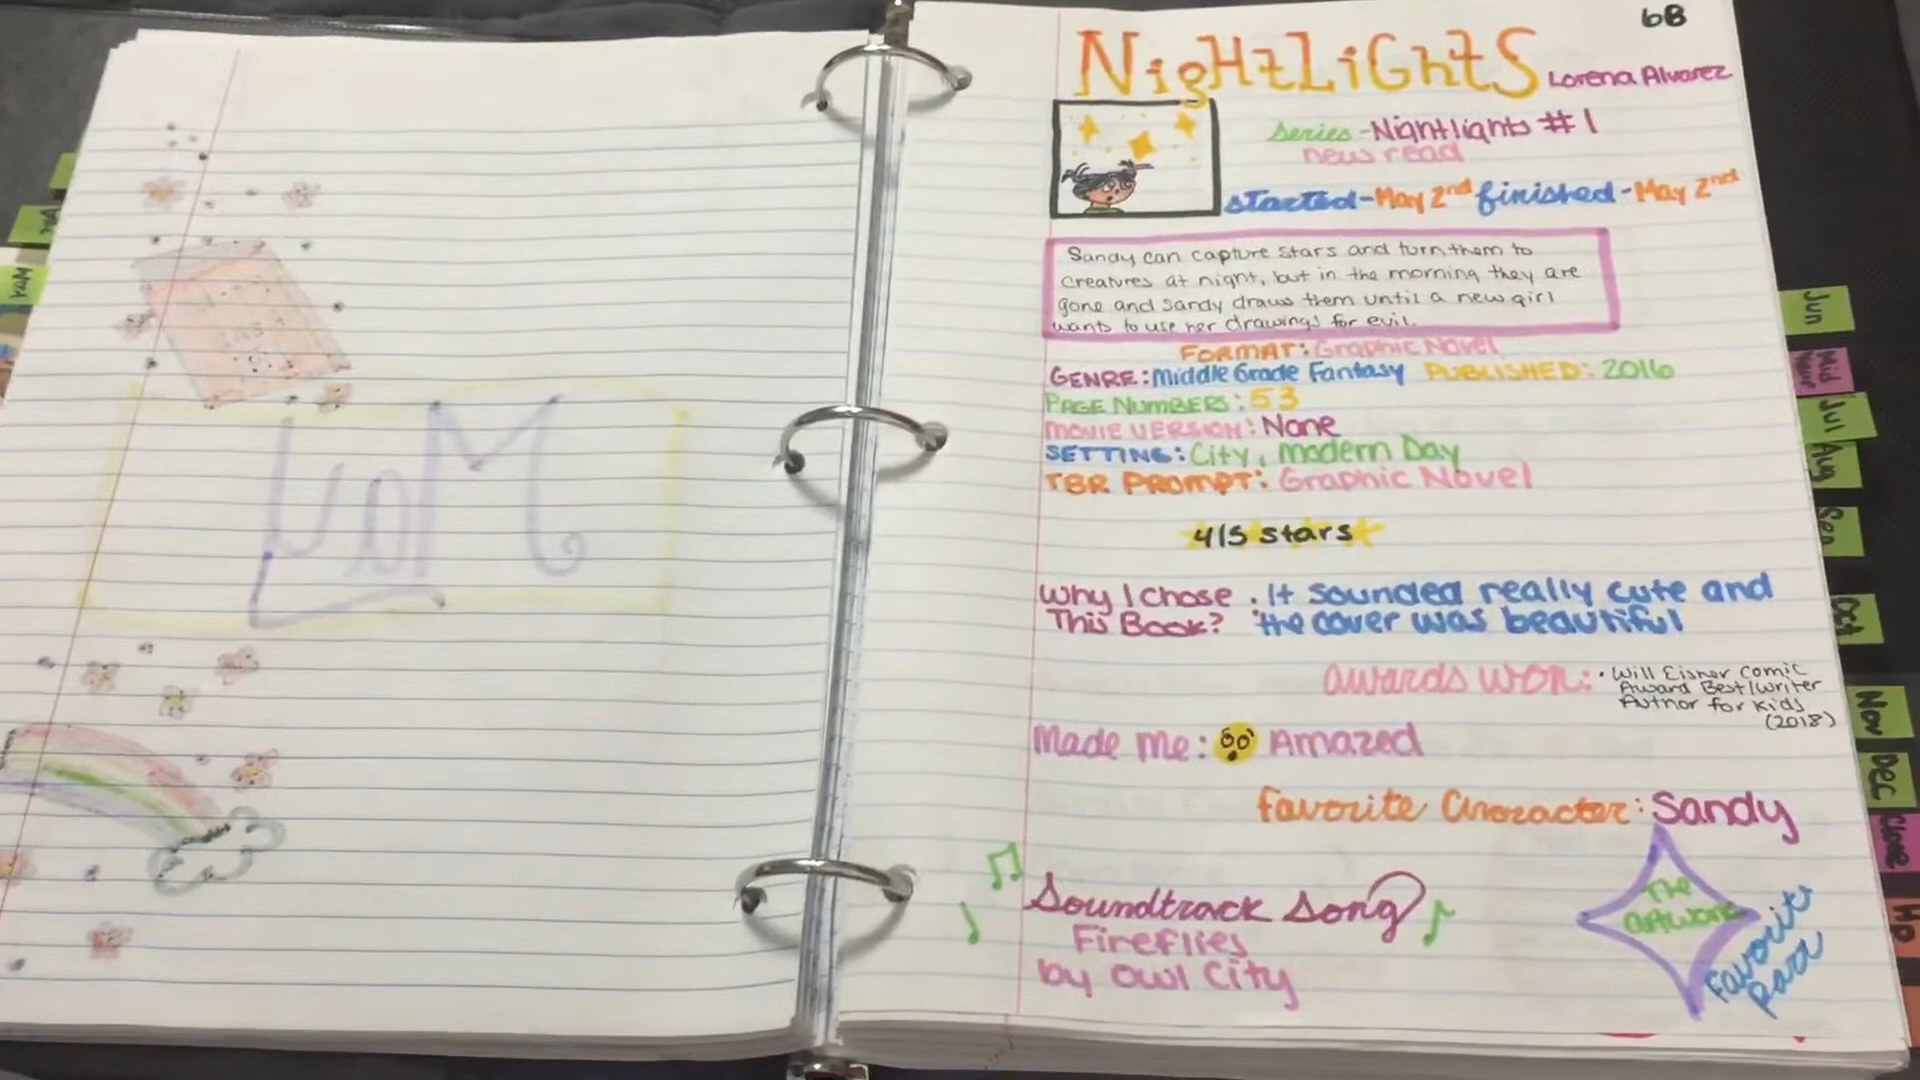 68
NigHtLiGhtS
Lorena Alvarez
Series - Nightlights #1
new read
started - May 2nd finished - May 2nd
Sandy can capture stars and turn them to
creatures at night, but in the morning they are
gone and Sandy draws them until a new girl
wants to use her drawings for evil.
FORMAT: Graphic Novel
GENRE: Middle Grade Fantasy PUBLISHED: 2016
PAGE NUMBERS: 53
MOVIE VERSION: None
SETTING: City, Modern Day
TBR PROMPT: Graphic Novel
4/5 stars
Why I chose . It sounded really cute and
This Book? the cover was beautiful
Awards Won: • Will Eisner Comic
Award Best/Writer
Author for Kids
(2018)
Made Me: Amazed
Favorite Character: Sandy
Soundtrack Song
Fireflies
by Owl City
The
Artwork
Favorite
Part
Jun
Mid
Year
Jul
Aug
Sep
Oct
Nov
Dec
HP